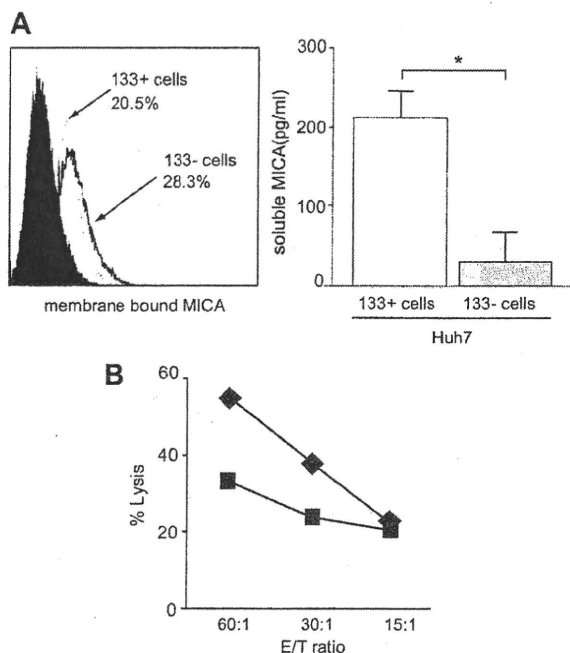 A
133+ cells
20.5%
133- cells
28.3%
membrane bound MICA
soluble MICA(pg/ml)
300
200
100
0
*
133+ cells
133- cells
Huh7
B
% Lysis
60
40
20
0
60:1
30:1
15:1
E/T ratio